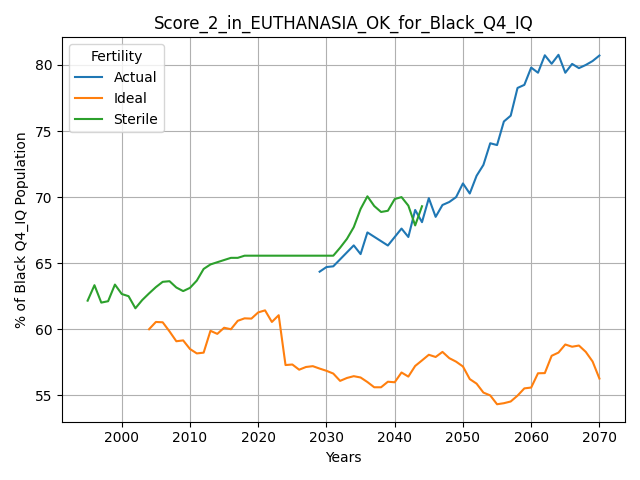 Score_2_in_EUTHANASIA_OK_for_Black_Q4_IQ
Fertility
Actual
Ideal
Sterile
% of Black Q4_IQ Population
80
75
70
65
60
55
2000 2010 2020 2030 2040 2050 2060 2070
Years